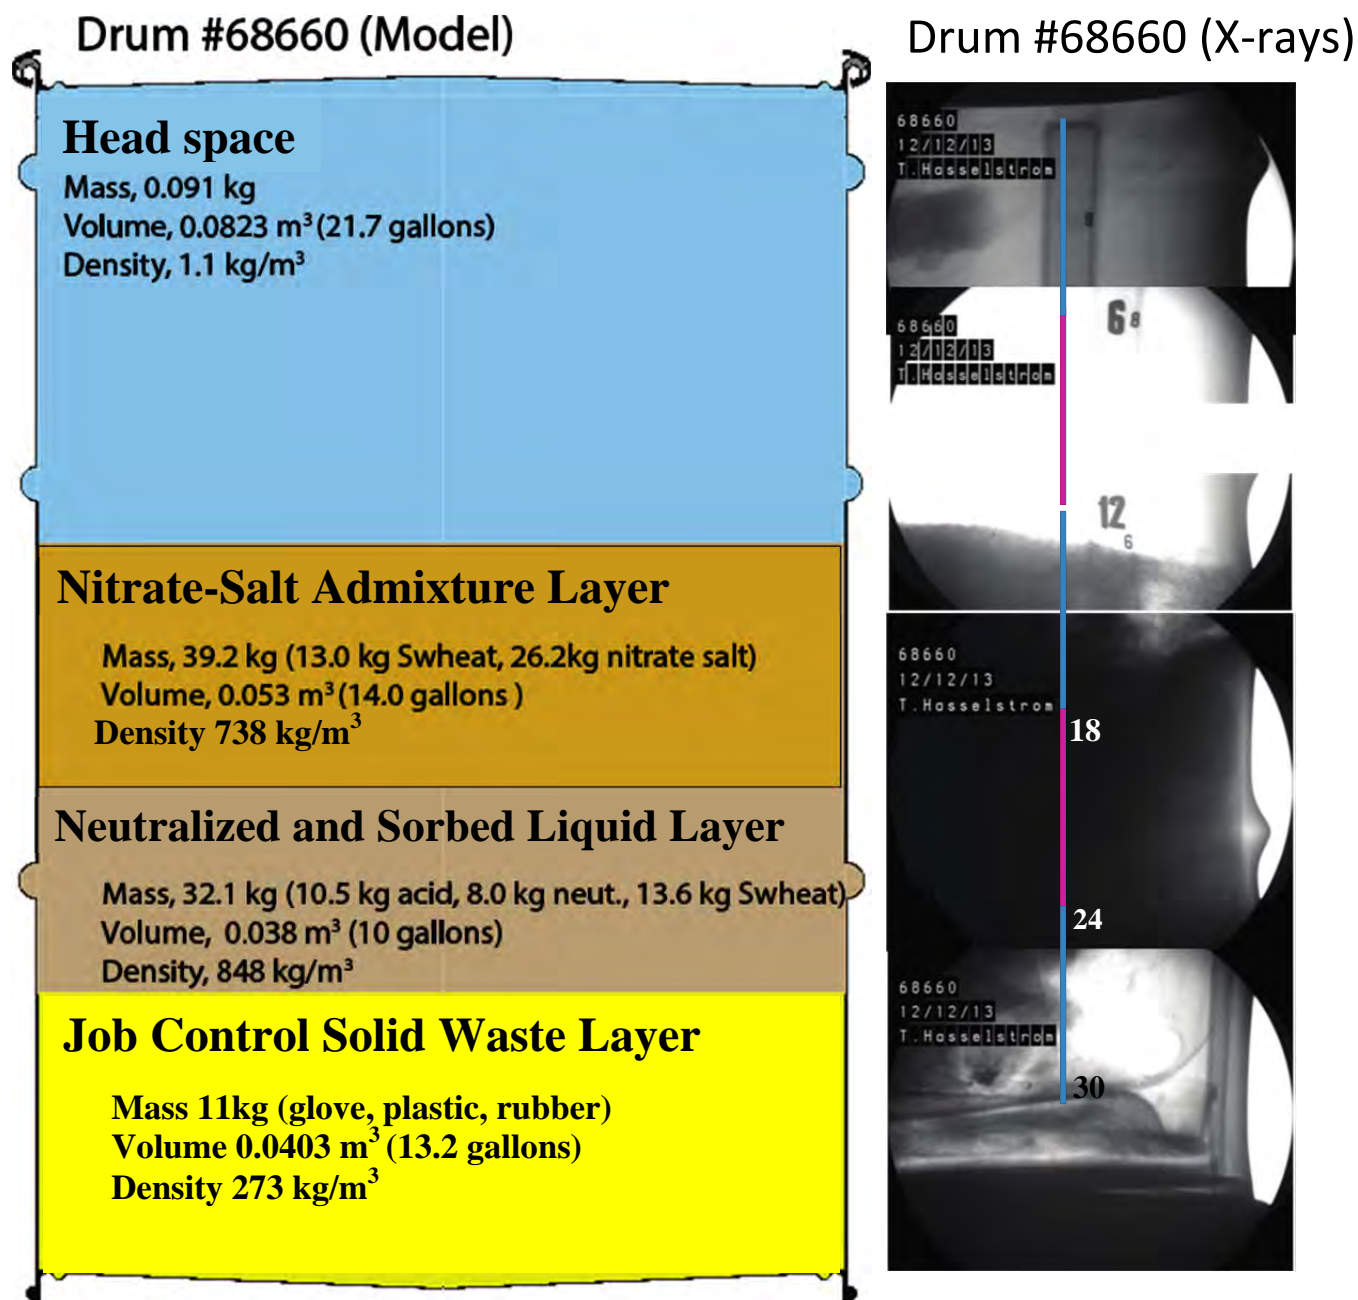 Drum #68660 (Model)
Head space
Mass, 0.091 kg
Volume, 0.0823 m³ (21.7 gallons)
Density, 1.1 kg/m³
Nitrate-Salt Admixture Layer
Mass, 39.2 kg (13.0 kg Swheat, 26.2kg nitrate salt)
Volume, 0.053 m³ (14.0 gallons )
Density 738 kg/m³
Neutralized and Sorbed Liquid Layer
Mass, 32.1 kg (10.5 kg acid, 8.0 kg neut., 13.6 kg Swheat)
Volume, 0.038 m³ (10 gallons)
Density, 848 kg/m³
Job Control Solid Waste Layer
Mass 11kg (glove, plastic, rubber)
Volume 0.0403 m³ (13.2 gallons)
Density 273 kg/m³
Drum #68660 (X-rays)
68660
12/12/13
T.Hasselstrom
8
68660
12/12/13
T.Hasselstrom
6 8
12
6
68660
12/12/13
T.Hasselstrom
18
24
68660
12/12/13
T.Hasselstrom
30